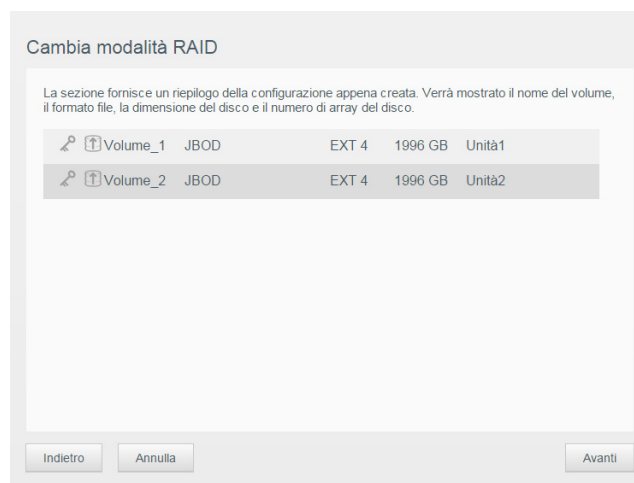 Cambia modalità RAID
La sezione fornisce un riepilogo della configurazione appena creata. Verrà mostrato il nome del volume,
il formato file, la dimensione del disco e il numero di array del disco.
Volume_1 JBOD EXT 4 1996 GB Unità1
Volume_2 JBOD EXT 4 1996 GB Unità2
Indietro Annulla Avanti